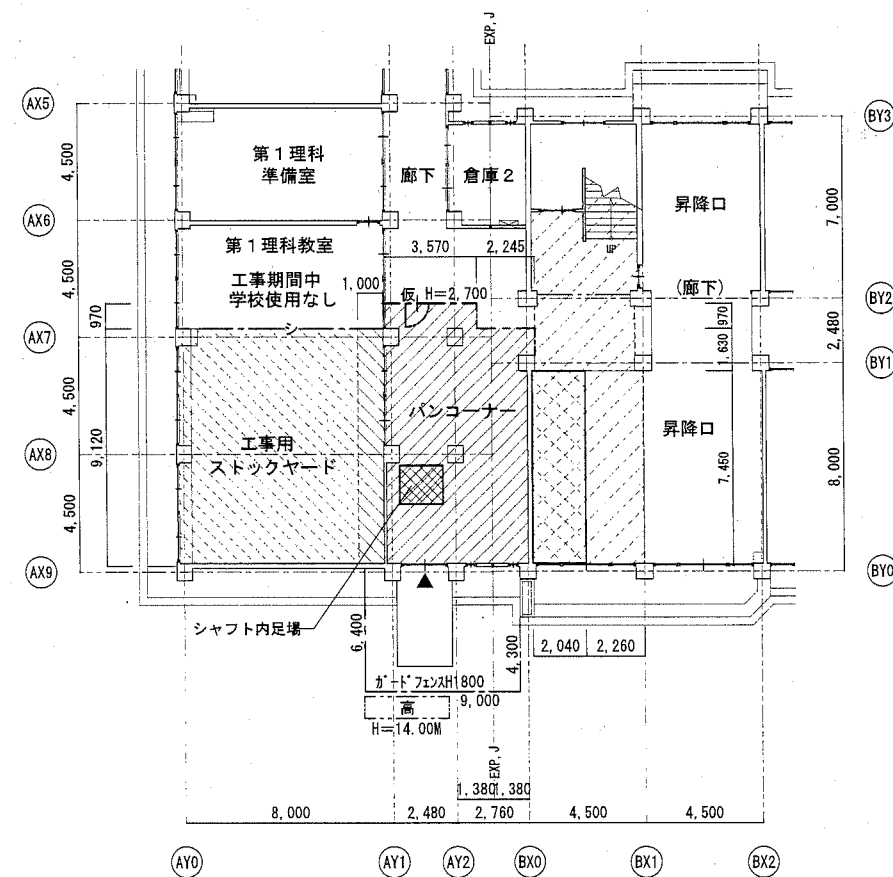 EXP,J
AX5
AX6
AX7
AX8
AX9
4,500
4,500
970
4,500
9,120
4,500
第1理科
準備室
廊下
倉庫2
第1理科教室
工事期間中
学校使用なし
1,000
3,570
2,245
仮 H=2,700
シ
UP
昇降口
(廊下)
パンコーナー
工事用
ストックヤード
昇降口
BY3
7,000
BY2
970
2,480
1,630
BY1
7,450
8,000
BY0
シャフト内足場
6,400
4,300
2,040
2,260
ガードフェンスH1800
9,000
高
H=14.00M
EXP,J
1,380
1,380
8,000
2,480
2,760
4,500
4,500
AY0
AY1
AY2
BX0
BX1
BX2